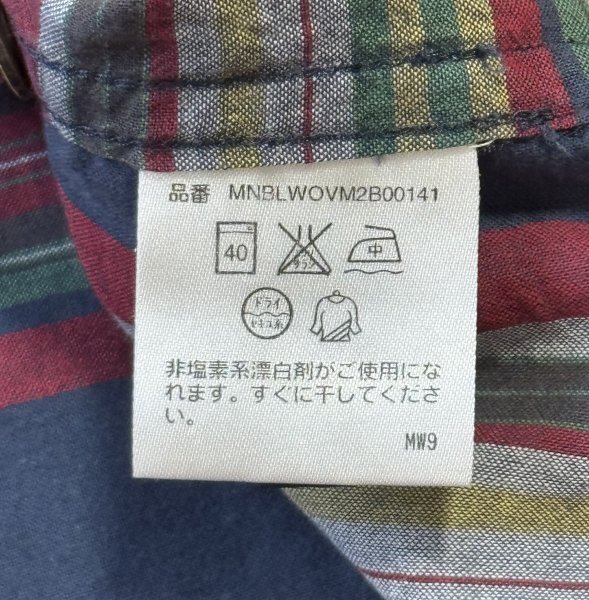 品番 MNBLWOVM2B00141
40 中
ドライ
セキユ系
非塩素系漂白剤がご使用にな
れます。すぐに干してくださ
い。
MW9